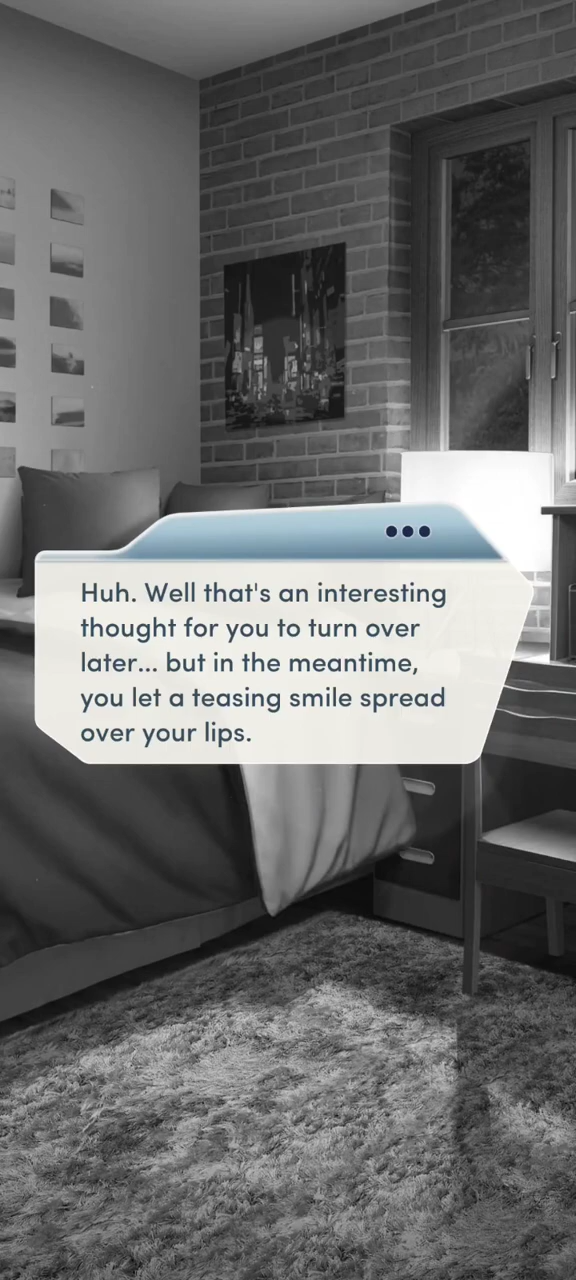 Huh. Well that's an interesting
thought for you to turn over
later... but in the meantime,
you let a teasing smile spread
over your lips.